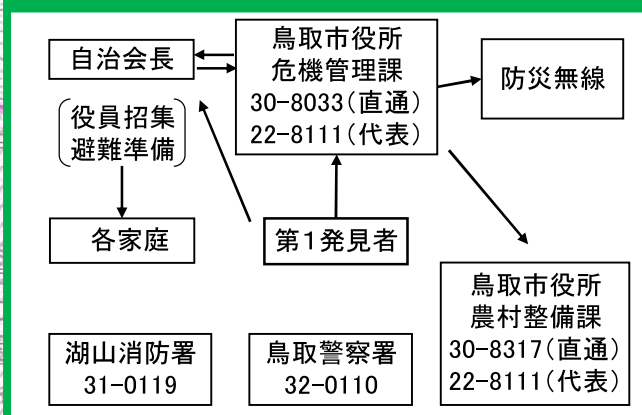 自治会長
役員招集
避難準備
各家庭
鳥取市役所
危機管理課
30-8033(直通)
22-8111(代表)
防災無線
第1発見者
鳥取市役所
農村整備課
30-8317(直通)
22-8111(代表)
湖山消防署
31-0119
鳥取警察署
32-0110